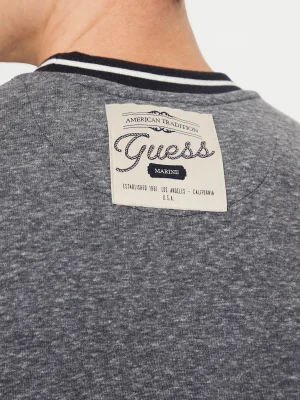 AMERICAN TRADITION
guess
MARINE
ESTABLISHED 1981 LOS ANGELES - CALIFORNIA
U.S.A.